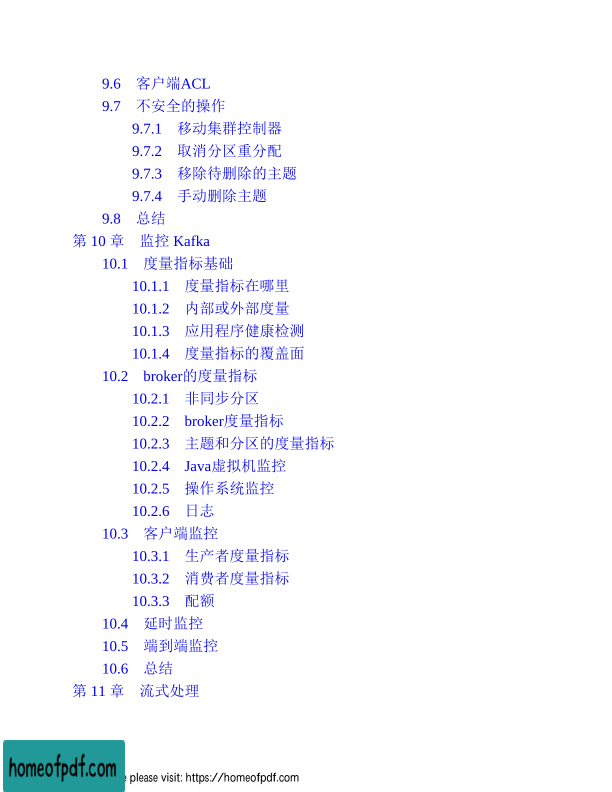 9.6 客户端ACL
9.7 不安全的操作
9.7.1 移动集群控制器
9.7.2 取消分区重分配
9.7.3 移除待删除的主题
9.7.4 手动删除主题
9.8 总结
第 10 章 监控 Kafka
10.1 度量指标基础
10.1.1 度量指标在哪里
10.1.2 内部或外部度量
10.1.3 应用程序健康检测
10.1.4 度量指标的覆盖面
10.2 broker的度量指标
10.2.1 非同步分区
10.2.2 broker度量指标
10.2.3 主题和分区的度量指标
10.2.4 Java虚拟机监控
10.2.5 操作系统监控
10.2.6 日志
10.3 客户端监控
10.3.1 生产者度量指标
10.3.2 消费者度量指标
10.3.3 配额
10.4 延时监控
10.5 端到端监控
10.6 总结
第 11 章 流式处理
homeofpdf.com
please visit: https://homeofpdf.com